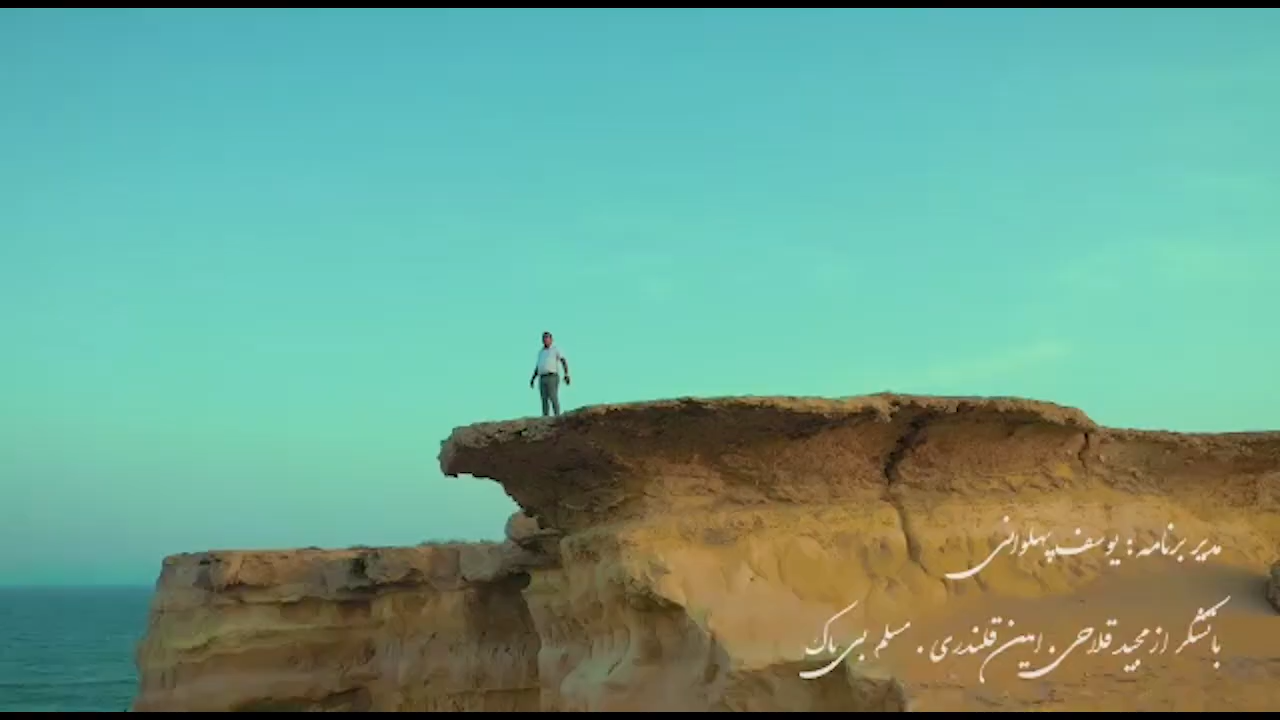 مدیر برنامه : یوسف پهلوانی
با تشکر از مجید فلاحی . امین قلندری . مسلم بی باک